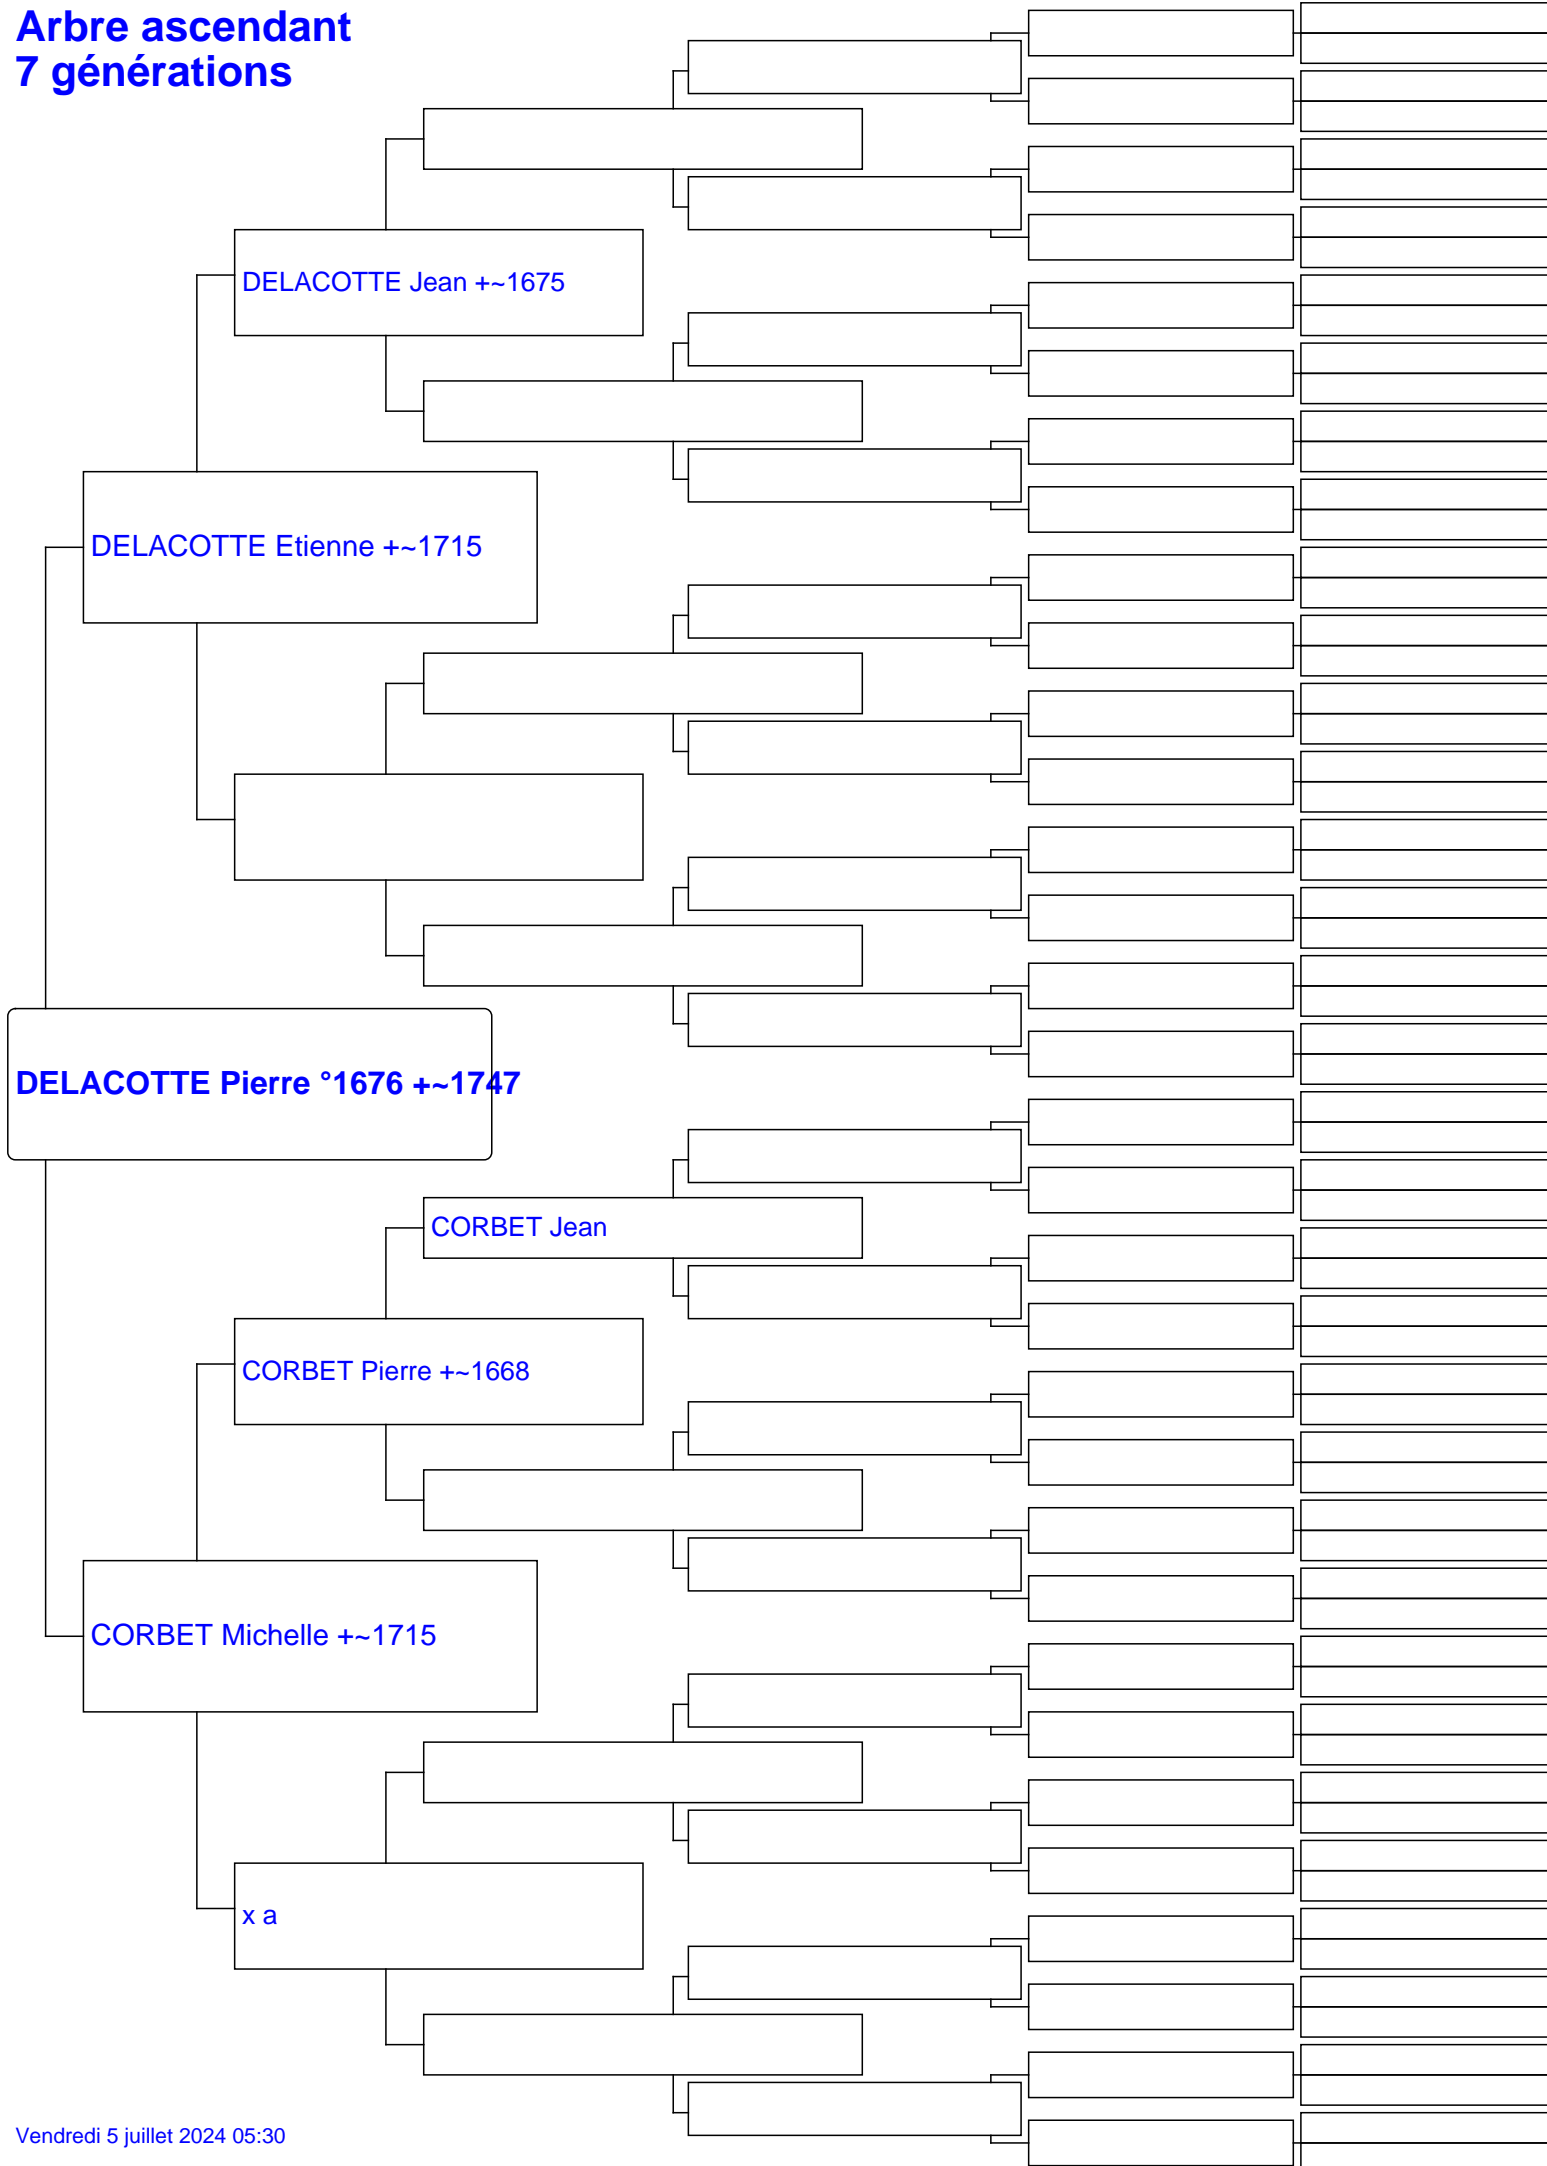 Arbre ascendant
7 générations
DELACOTTE Jean +~1675
DELACOTTE Etienne +~1715
DELACOTTE Pierre °1676 +~1747
CORBET Jean
CORBET Pierre +~1668
CORBET Michelle +~1715
x a
Vendredi 5 juillet 2024 05:30